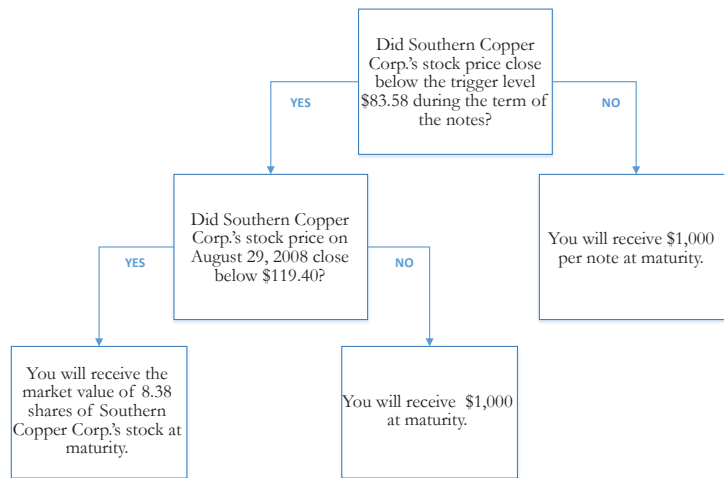 Did Southern Copper
Corp.'s stock price close
below the trigger level
$83.58 during the term of
the notes?
YES
NO
Did Southern Copper
Corp.'s stock price on
August 29, 2008 close
below $119.40?
You will receive $1,000
per note at maturity.
YES
NO
You will receive the
market value of 8.38
shares of Southern
Copper Corp.'s stock at
maturity.
You will receive $1,000
at maturity.